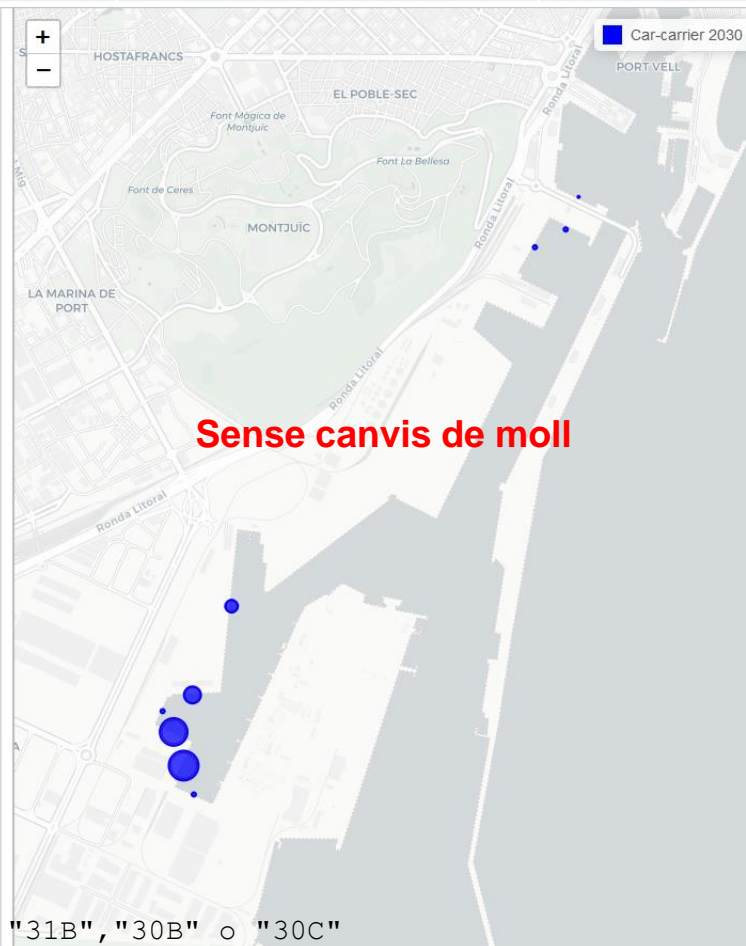 +
−
HOSTAFRANCS
Car-carrier 2030
PORT VELL
EL POBLE-SEC
Ronda Litoral
Font Màgica de
Montjuïc
Font La Bellesa
Font de Ceres
Ronda Litoral
MONTJUÏC
LA MARINA DE
PORT
Ronda Litoral
Sense canvis de moll
Ronda Litoral
"31B","30B" o "30C"